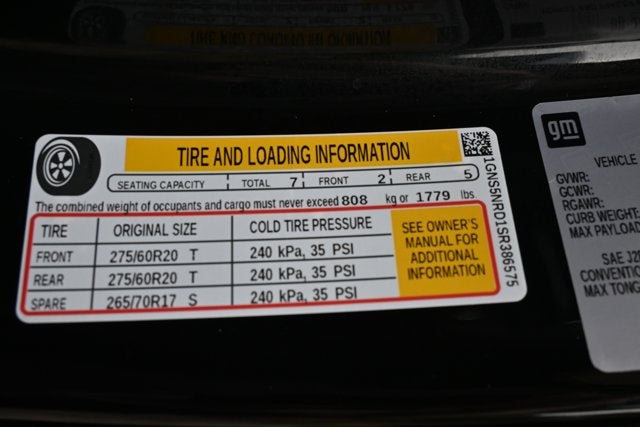 TIRE AND LOADING INFORMATION
SEATING CAPACITY TOTAL 7 FRONT 2 REAR 5
The combined weight of occupants and cargo must never exceed 808 kg or 1779 lbs
TIRE ORIGINAL SIZE COLD TIRE PRESSURE
FRONT 275/60R20 T 240 kPa, 35 PSI
REAR 275/60R20 T 240 kPa, 35 PSI
SPARE 265/70R17 S 240 kPa, 35 PSI
SEE OWNER'S
MANUAL FOR
ADDITIONAL
INFORMATION
1GNS5NRD1SR386575
gm
VEHICLE
GVWR:
GCWR:
RGAWR:
CURB WEIGHT
MAX PAYLOA
SAE J2
CONVENTION
MAX TONG